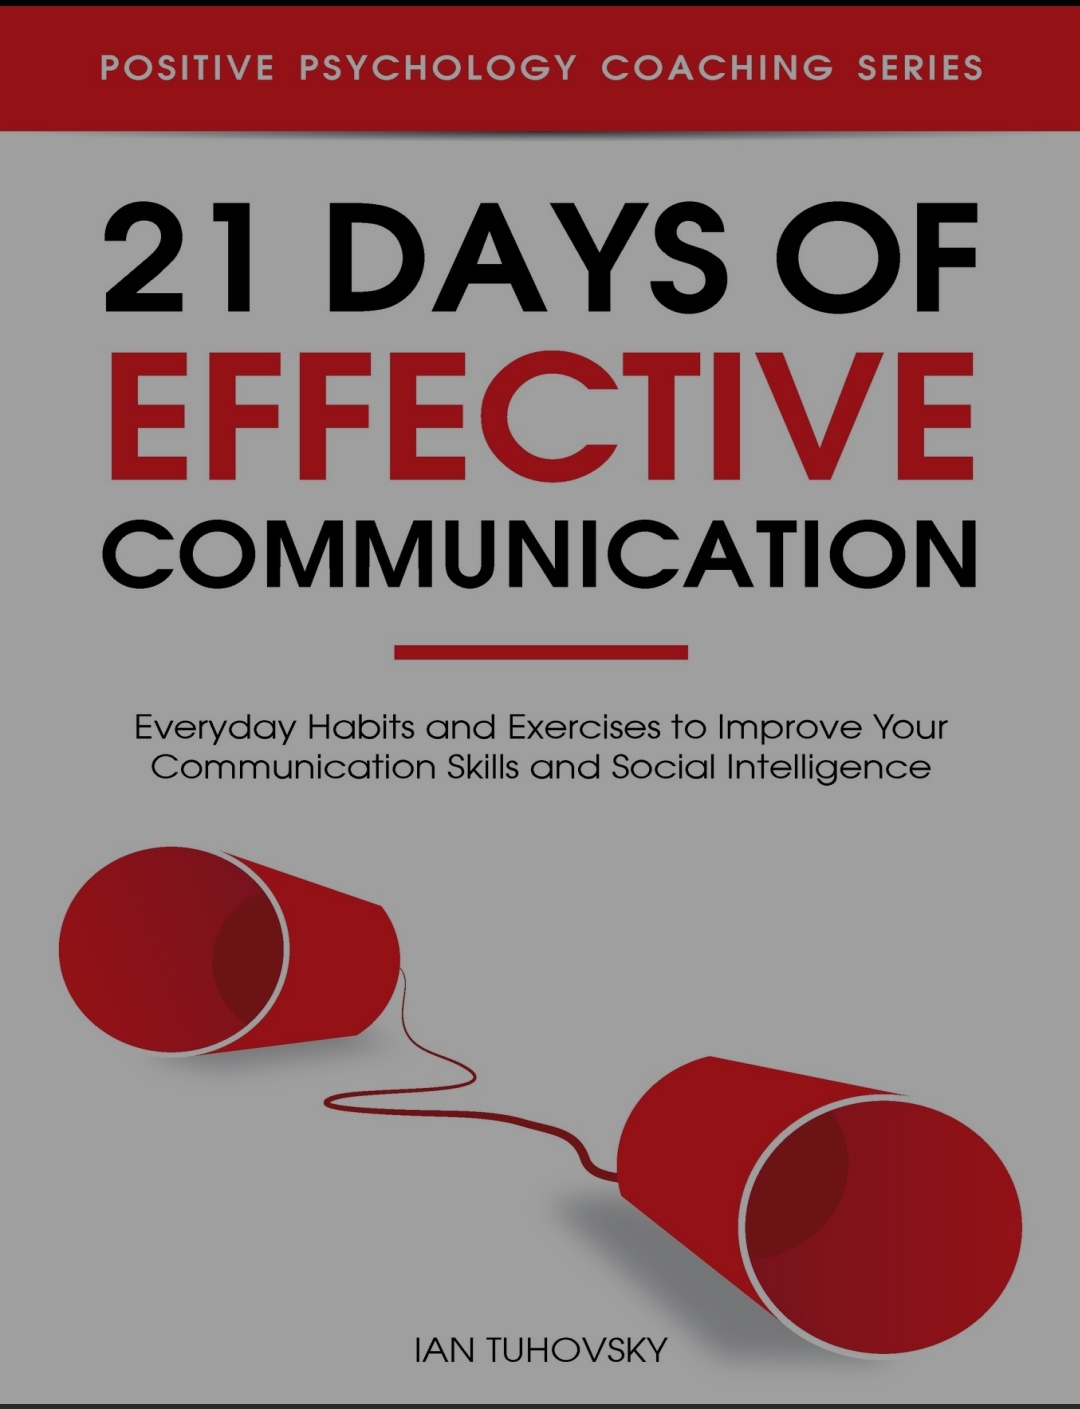 POSITIVE PSYCHOLOGY COACHING SERIES
21 DAYS OF
EFFECTIVE
COMMUNICATION
Everyday Habits and Exercises to Improve Your
Communication Skills and Social Intelligence
IAN TUHOVSKY